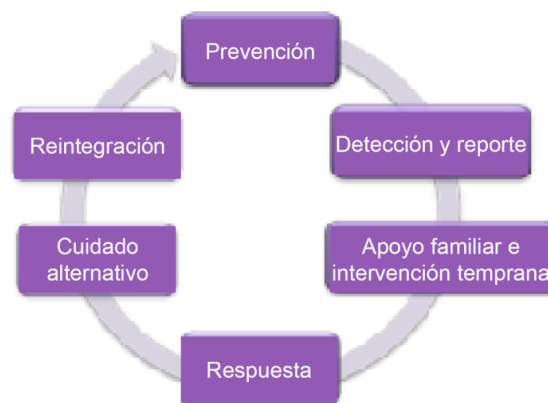 Prevención
Detección y reporte
Apoyo familiar e
intervención temprana
Respuesta
Cuidado
alternativo
Reintegración